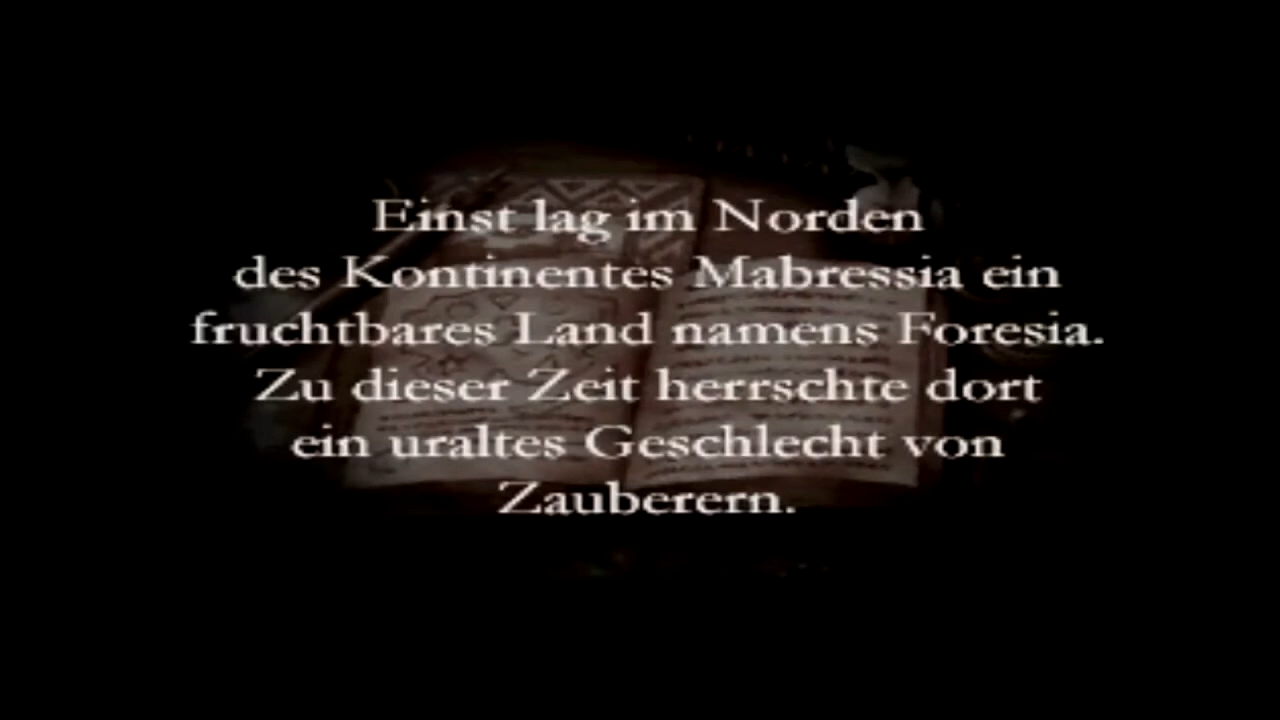 Einst lag im Norden
des Kontinentes Mabressia ein
fruchtbares Land namens Foresia.
Zu dieser Zeit herrschte dort
ein uraltes Geschlecht von
Zauberern.